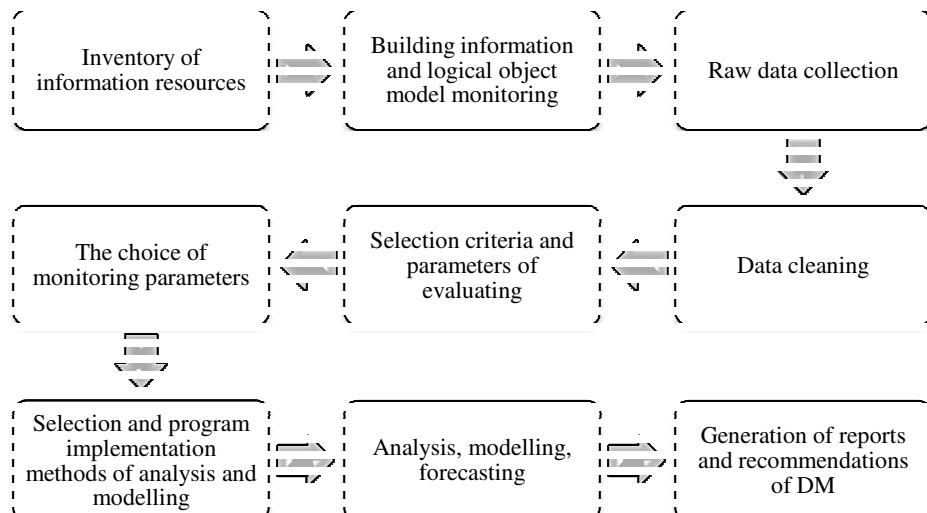 Inventory of
information resources
Building information
and logical object
model monitoring
Raw data collection
Data cleaning
Selection criteria and
parameters of
evaluating
The choice of
monitoring parameters
Selection and program
implementation
methods of analysis and
modelling
Analysis, modelling,
forecasting
Generation of reports
and recommendations
of DM